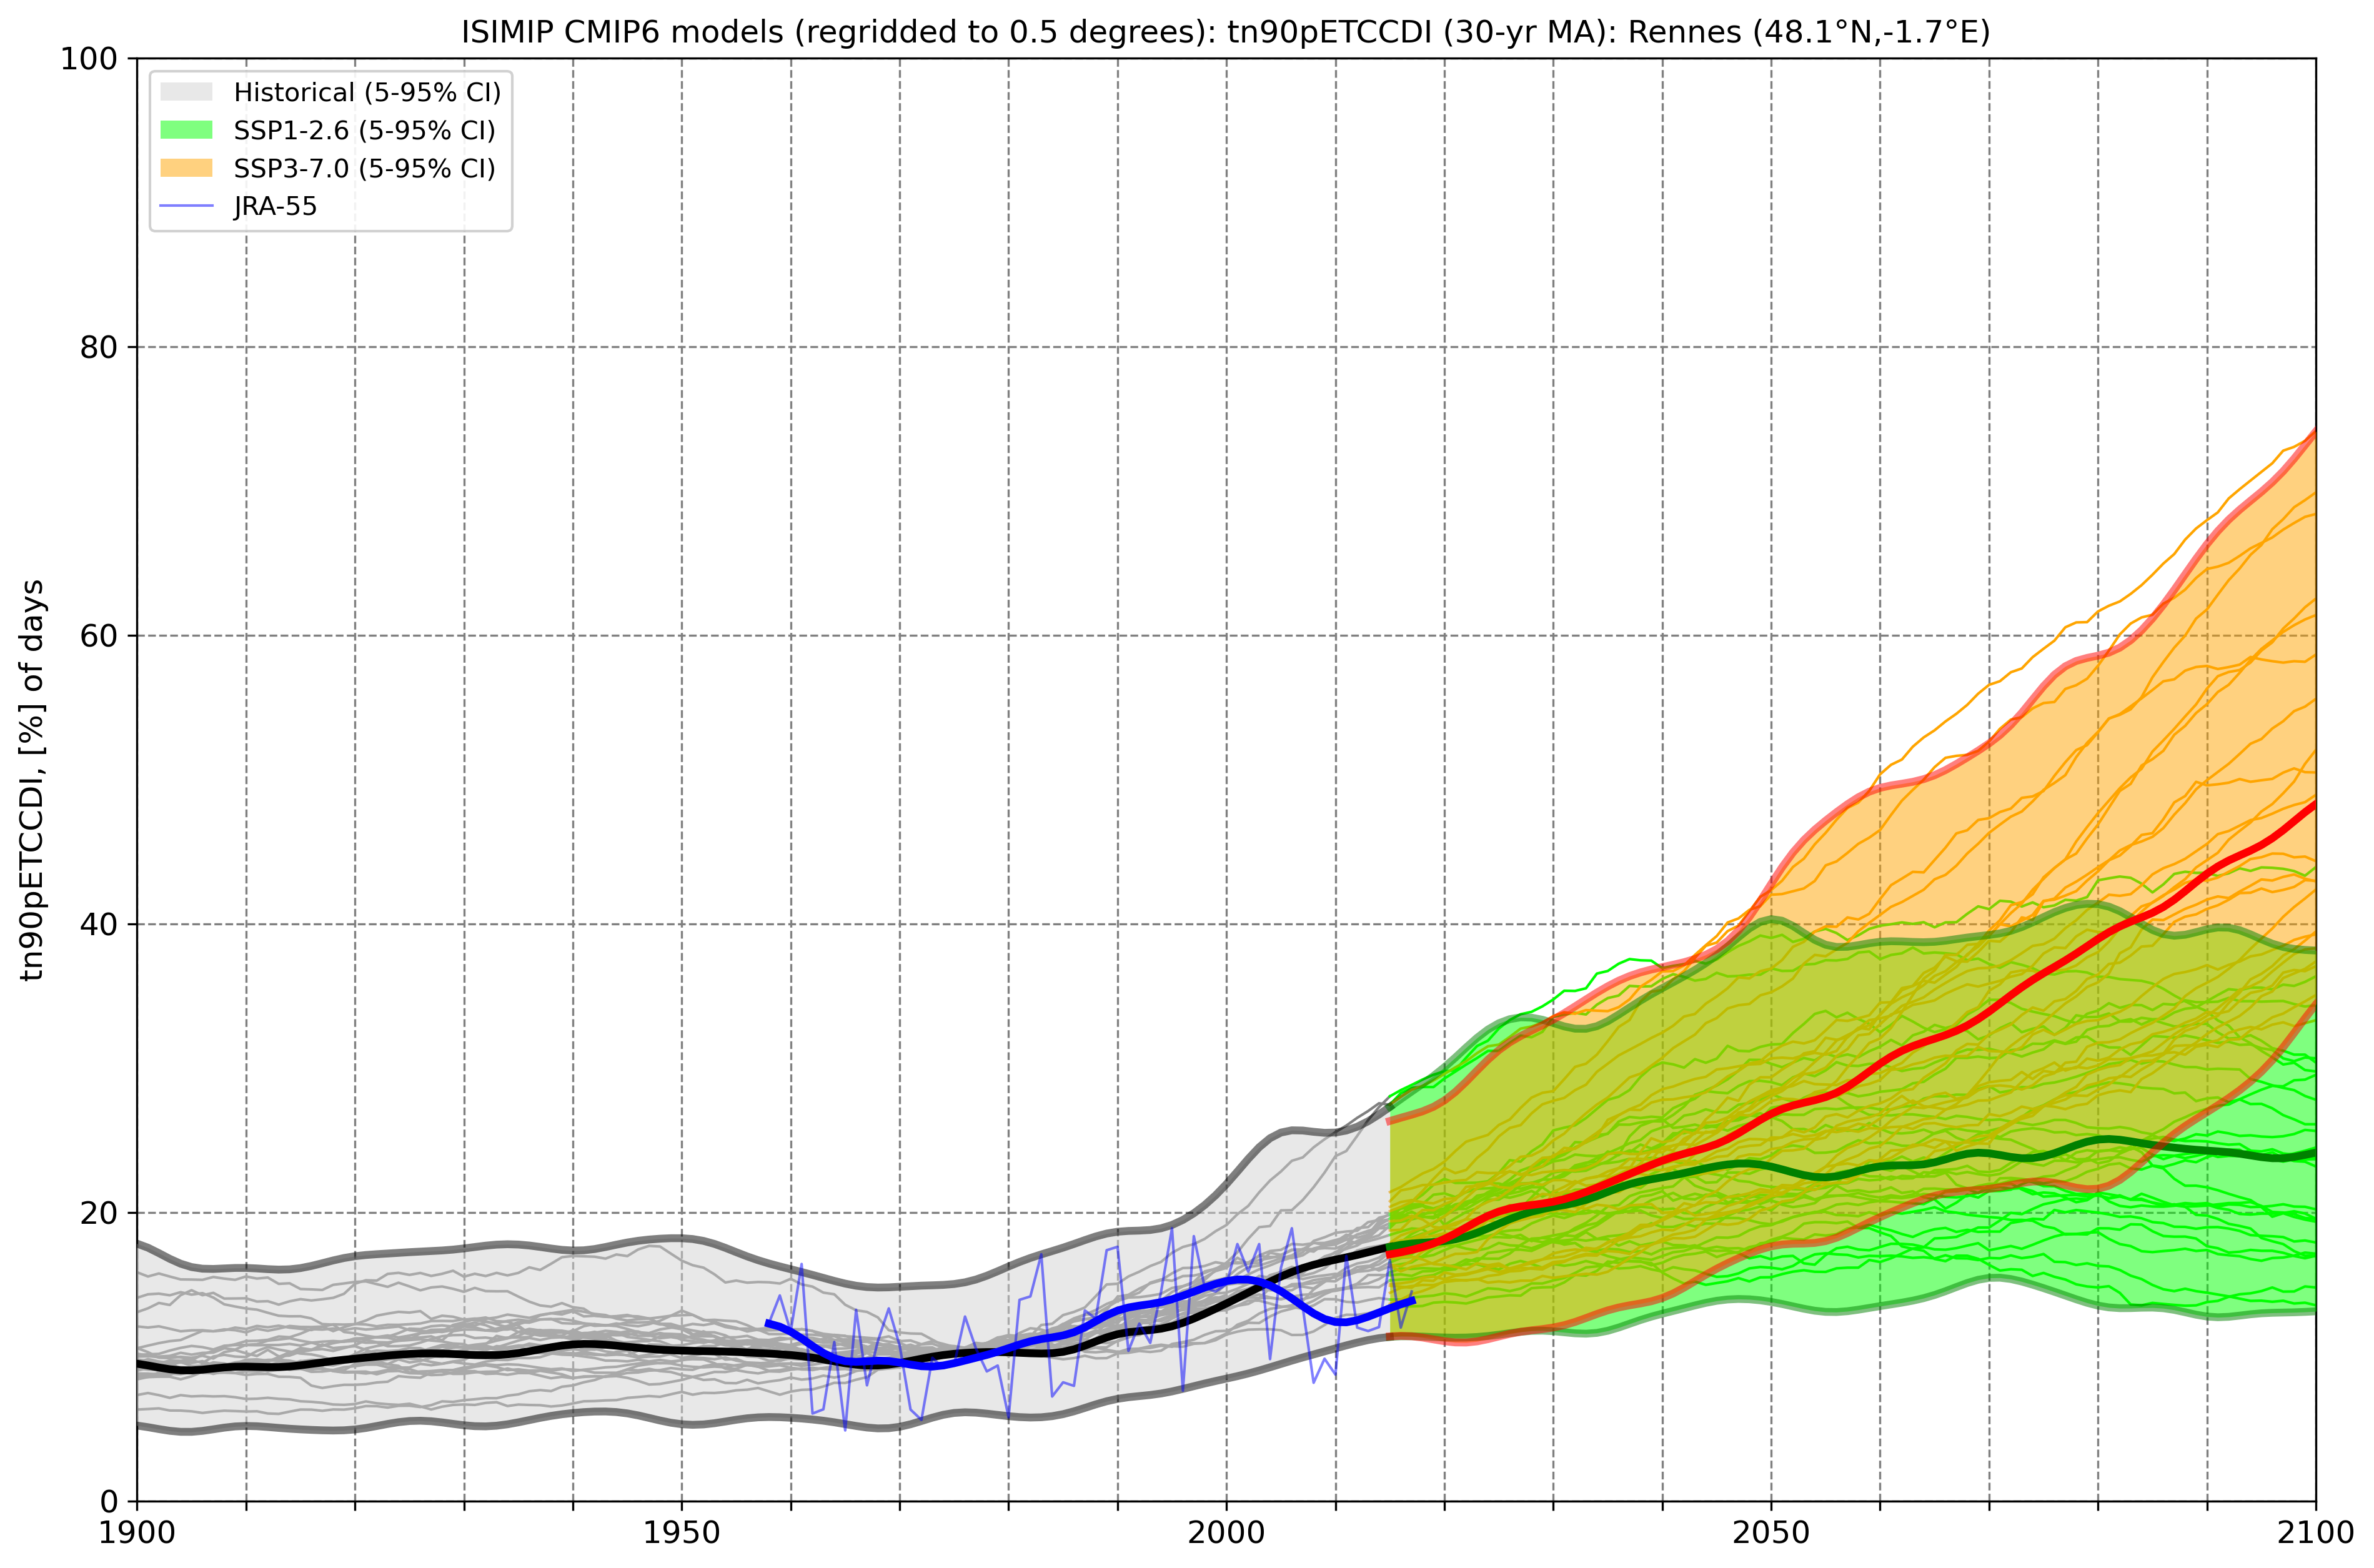 ISIMIP CMIP6 models (regridded to 0.5 degrees): tn90pETCCDI (30-yr MA): Rennes (48.1°N,-1.7°E)
100
80
60
40
20
0
tn90pETCCDI, [%] of days
Historical (5-95% CI)
SSP1-2.6 (5-95% CI)
SSP3-7.0 (5-95% CI)
JRA-55
1900
1950
2000
2050
2100